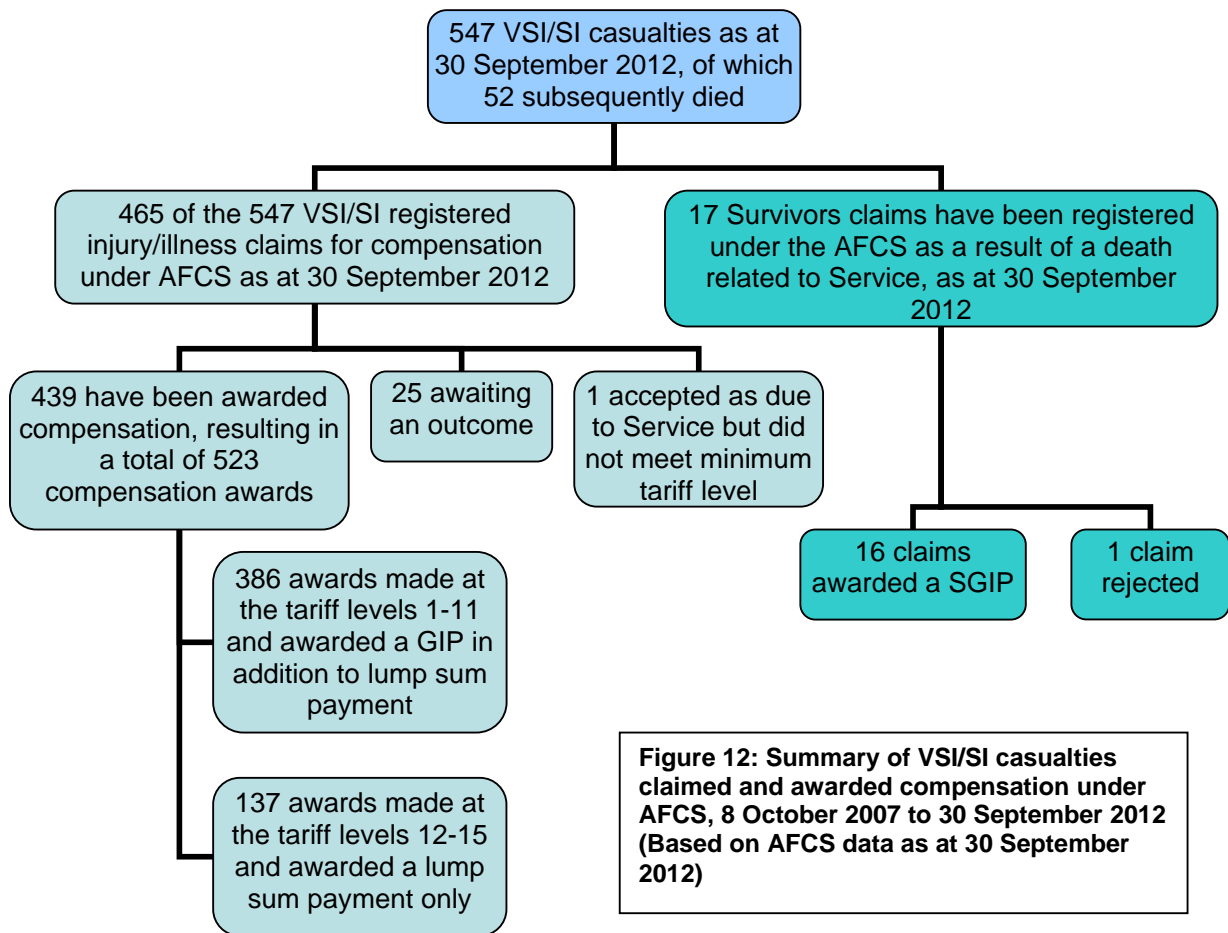 547 VSI/SI casualties as at
30 September 2012, of which
52 subsequently died
465 of the 547 VSI/SI registered
injury/illness claims for compensation
under AFCS as at 30 September 2012
17 Survivors claims have been registered
under the AFCS as a result of a death
related to Service, as at 30 September
2012
439 have been awarded
compensation, resulting in
a total of 523
compensation awards
25 awaiting
an outcome
1 accepted as due
to Service but did
not meet minimum
tariff level
16 claims
awarded a SGIP
1 claim
rejected
386 awards made at
the tariff levels 1-11
and awarded a GIP in
addition to lump sum
payment
137 awards made at
the tariff levels 12-15
and awarded a lump
sum payment only
Figure 12: Summary of VSI/SI casualties
claimed and awarded compensation under
AFCS, 8 October 2007 to 30 September 2012
(Based on AFCS data as at 30 September
2012)